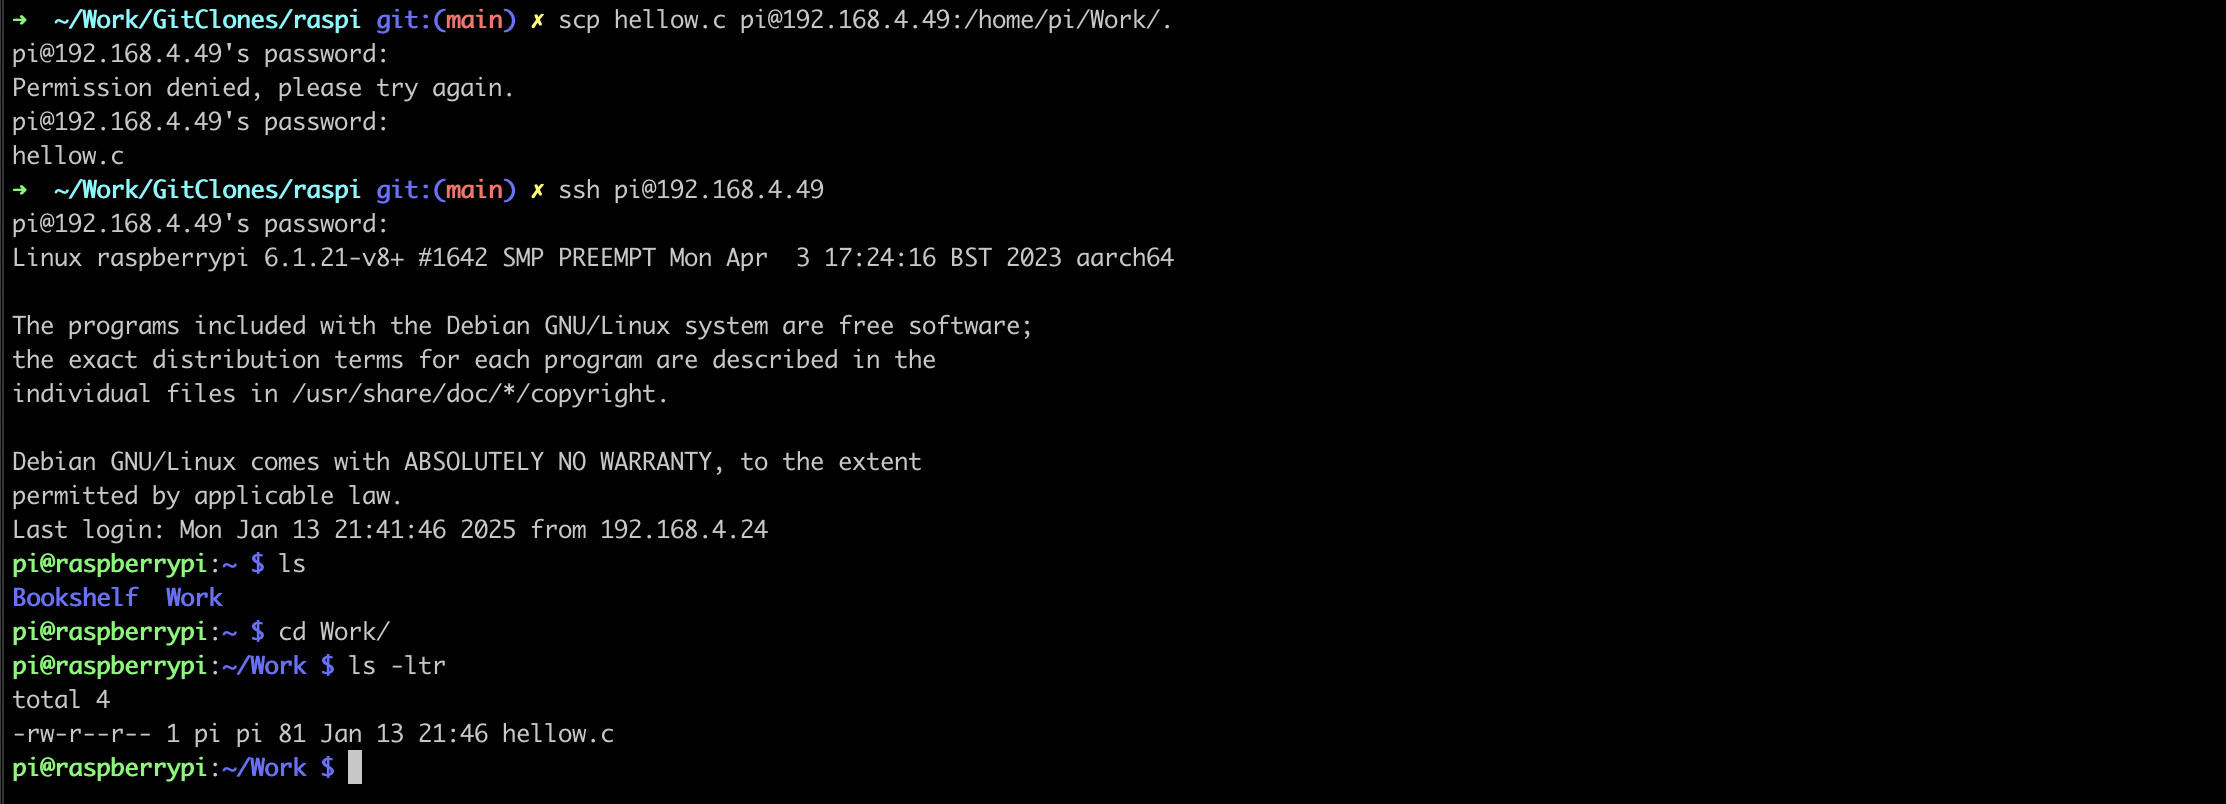 ➜  ~/Work/GitClones/raspi git:(main) ✗ scp hellow.c pi@192.168.4.49:/home/pi/Work/.
pi@192.168.4.49's password:
Permission denied, please try again.
pi@192.168.4.49's password:
hellow.c
➜  ~/Work/GitClones/raspi git:(main) ✗ ssh pi@192.168.4.49
pi@192.168.4.49's password:
Linux raspberrypi 6.1.21-v8+ #1642 SMP PREEMPT Mon Apr  3 17:24:16 BST 2023 aarch64

The programs included with the Debian GNU/Linux system are free software;
the exact distribution terms for each program are described in the
individual files in /usr/share/doc/*/copyright.

Debian GNU/Linux comes with ABSOLUTELY NO WARRANTY, to the extent
permitted by applicable law.
Last login: Mon Jan 13 21:41:46 2025 from 192.168.4.24
pi@raspberrypi:~ $ ls
Bookshelf  Work
pi@raspberrypi:~ $ cd Work/
pi@raspberrypi:~/Work $ ls -ltr
total 4
-rw-r--r-- 1 pi pi 81 Jan 13 21:46 hellow.c
pi@raspberrypi:~/Work $